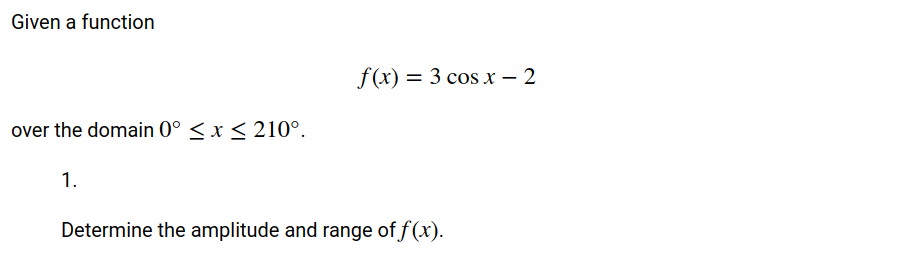 Given a function
f(x) = 3 cos x − 2
over the domain 0° ≤ x ≤ 210°.
1.
Determine the amplitude and range of f(x).